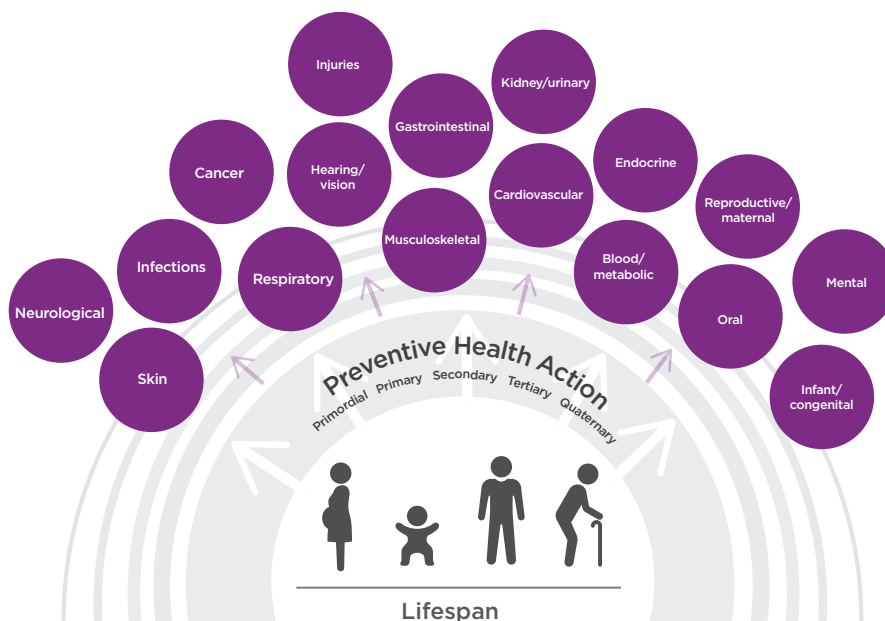 Injuries
Kidney/urinary
Gastrointestinal
Cancer
Hearing/
vision
Endocrine
Cardiovascular
Reproductive/
maternal
Musculoskeletal
Infections
Respiratory
Blood/
metabolic
Mental
Neurological
Oral
Skin
Infant/
congenital
Preventive Health Action
Primordial Primary Secondary Tertiary Quaternary
Lifespan